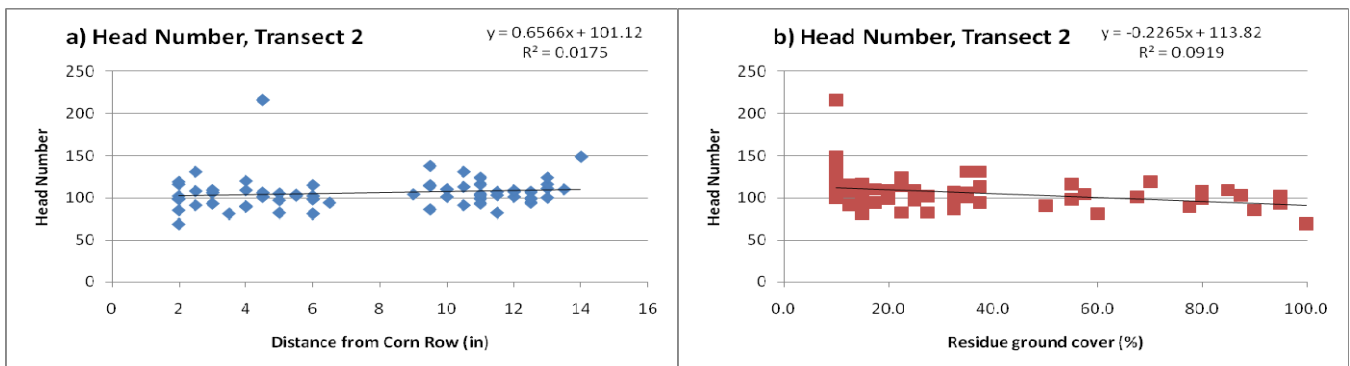 a) Head Number, Transect 2
y = 0.6566x + 101.12
R² = 0.0175
250
200
150
100
50
0
Head Number
0 2 4 6 8 10 12 14 16
Distance from Corn Row (in)
b) Head Number, Transect 2
y = -0.2265x + 113.82
R² = 0.0919
250
200
150
100
50
0
Head Number
0.0 20.0 40.0 60.0 80.0 100.0
Residue ground cover (%)